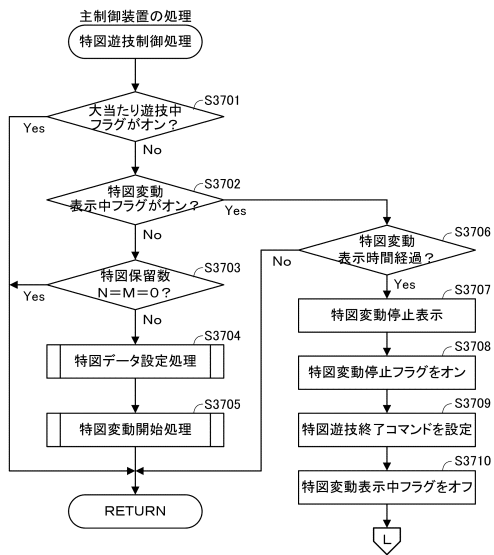 主制御装置の処理
特図遊技制御処理
S3701
大当たり遊技中
フラグがオン？
Yes
No
S3702
特図変動
表示中フラグがオン？
Yes
No
S3703
特図保留数
N＝M＝0？
Yes
No
S3704
特図データ設定処理
S3705
特図変動開始処理
RETURN
S3706
特図変動
表示時間経過？
No
Yes
S3707
特図変動停止表示
S3708
特図変動停止フラグをオン
S3709
特図遊技終了コマンドを設定
S3710
特図変動表示中フラグをオフ
L